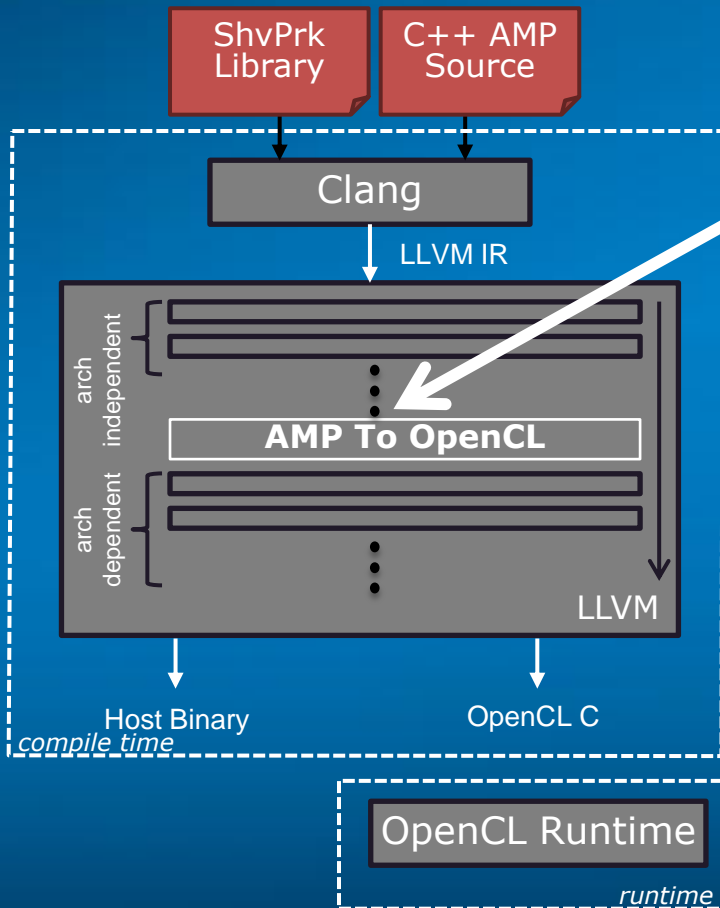 ShvPrk
Library
C++ AMP
Source
Clang
LLVM IR
arch
independent
AMP To OpenCL
arch
dependent
LLVM
Host Binary
OpenCL C
compile time
OpenCL Runtime
runtime